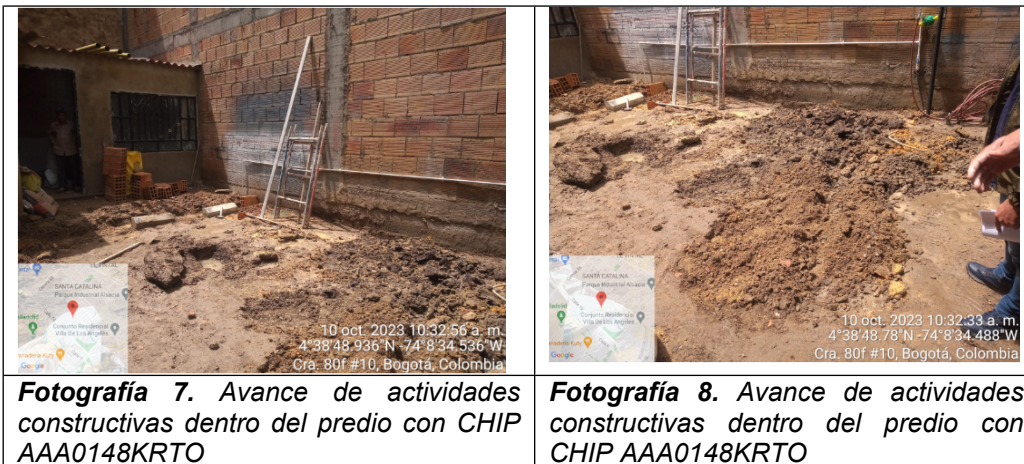 SANTA CATALINA
Parque Industrial Alsacia
Conjunto Residencial
Villa De Los Angeles
Google
10 oct. 2023 10:32:56 a. m.
4°38'48.936"N -74°8'34.536"W
Cra. 80f #10, Bogotá, Colombia
SANTA CATALINA
Parque Industrial Alsacia
Conjunto Residencial
Villa De Los Angeles
Google
10 oct. 2023 10:32:33 a. m.
4°38'48.78"N -74°8'34.488"W
Cra. 80f #10, Bogotá, Colombia
Fotografía 7. Avance de actividades
constructivas dentro del predio con CHIP
AAA0148KRTO
Fotografía 8. Avance de actividades
constructivas dentro del predio con
CHIP AAA0148KRTO